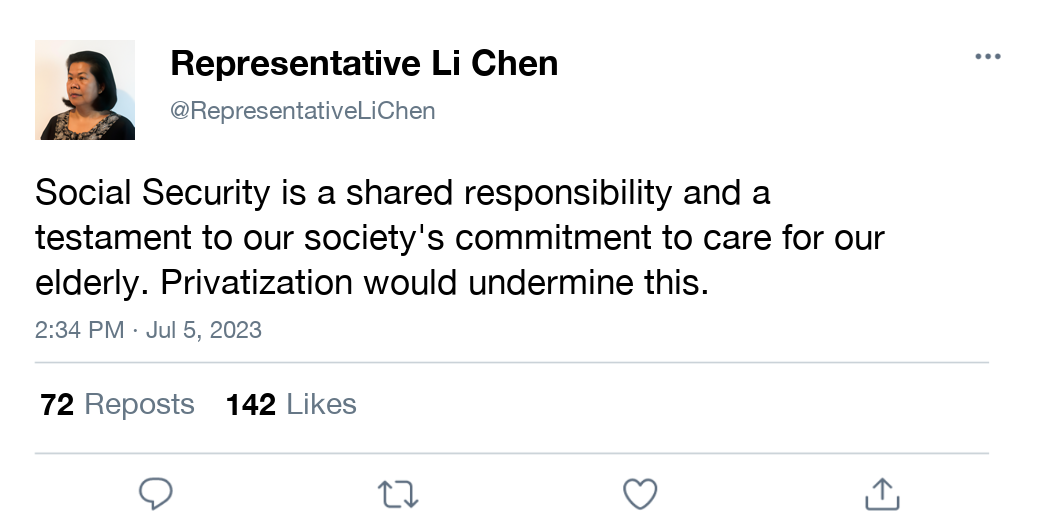 Representative Li Chen
@RepresentativeLiChen
Social Security is a shared responsibility and a
testament to our society's commitment to care for our
elderly. Privatization would undermine this.
2:34 PM · Jul 5, 2023
72 Reposts 142 Likes